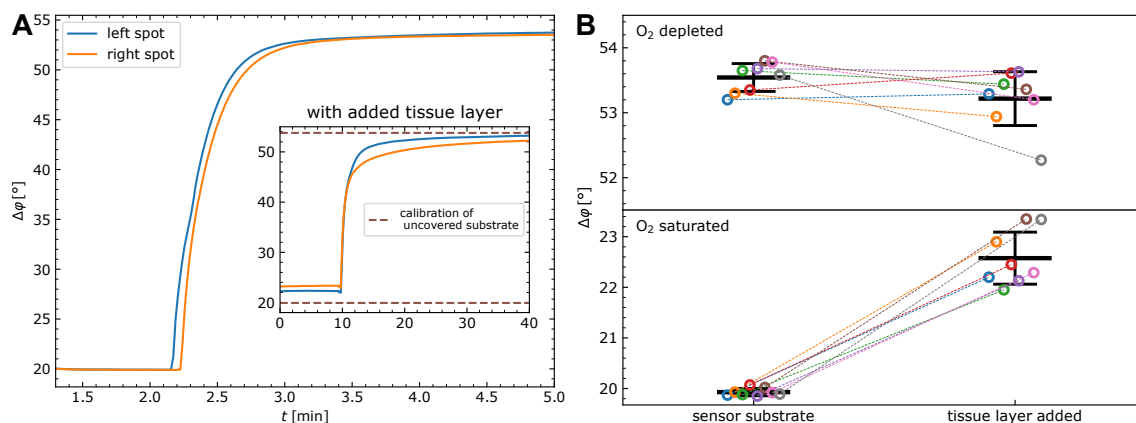 A
left spot
right spot
55
50
45
40
35
30
25
20
Δφ [°]
1.5 2.0 2.5 3.0 3.5 4.0 4.5 5.0
t [min]
with added tissue layer
50
40
30
20
0 10 20 30 40
calibration of
uncovered substrate
B
O₂ depleted
54
53
52
Δφ [°]
O₂ saturated
23
22
21
20
sensor substrate tissue layer added